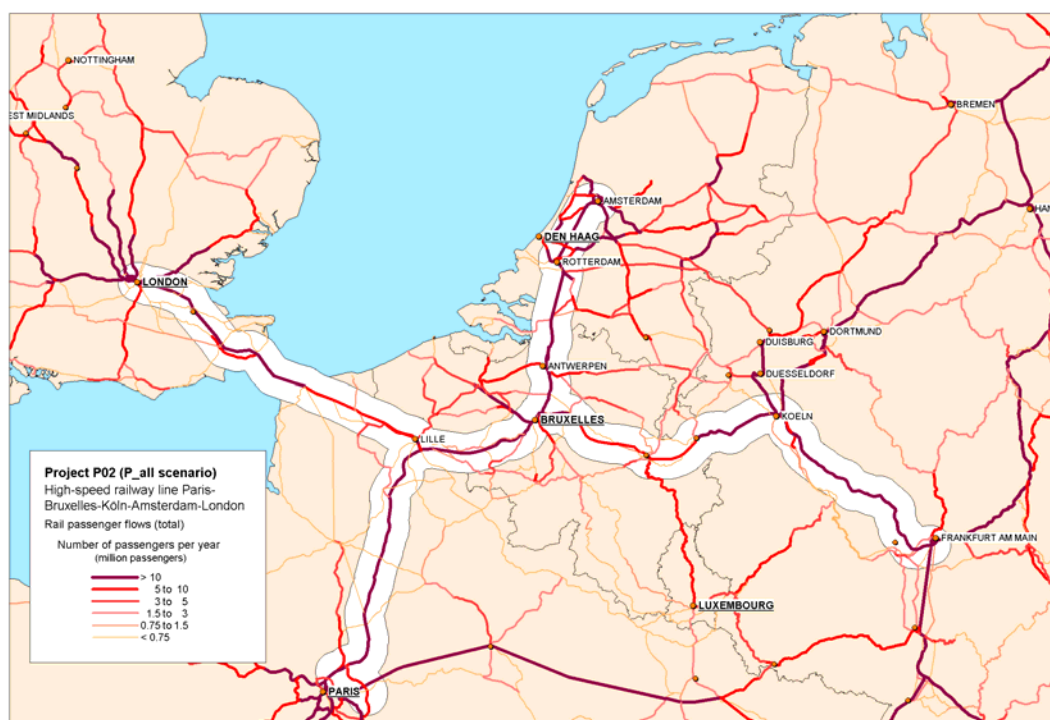 NOTTINGHAM
EST MIDLANDS
BREMEN
AMSTERDAM
HAN
DEN HAAG
ROTTERDAM
LONDON
DORTMUND
DUISBURG
ANTWERPEN
DUESSELDORF
BRUXELLES
KOELN
LILLE
Project P02 (P_all scenario)
High-speed railway line Paris-
Bruxelles-Köln-Amsterdam-London
Rail passenger flows (total)
Number of passengers per year
(million passengers)
> 10
5 to 10
3 to 5
1.5 to 3
0.75 to 1.5
< 0.75
FRANKFURT AM MAIN
LUXEMBOURG
PARIS